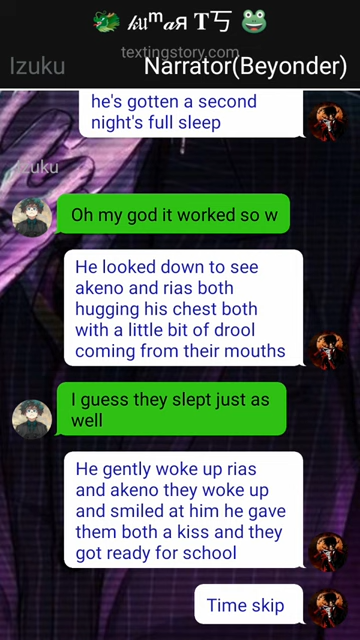 textingstory.com
Izuku
Narrator(Beyonder)
he's gotten a second
night's full sleep
Izuku
Oh my god it worked so w
He looked down to see
akeno and rias both
hugging his chest both
with a little bit of drool
coming from their mouths
I guess they slept just as
well
He gently woke up rias
and akeno they woke up
and smiled at him he gave
them both a kiss and they
got ready for school
Time skip